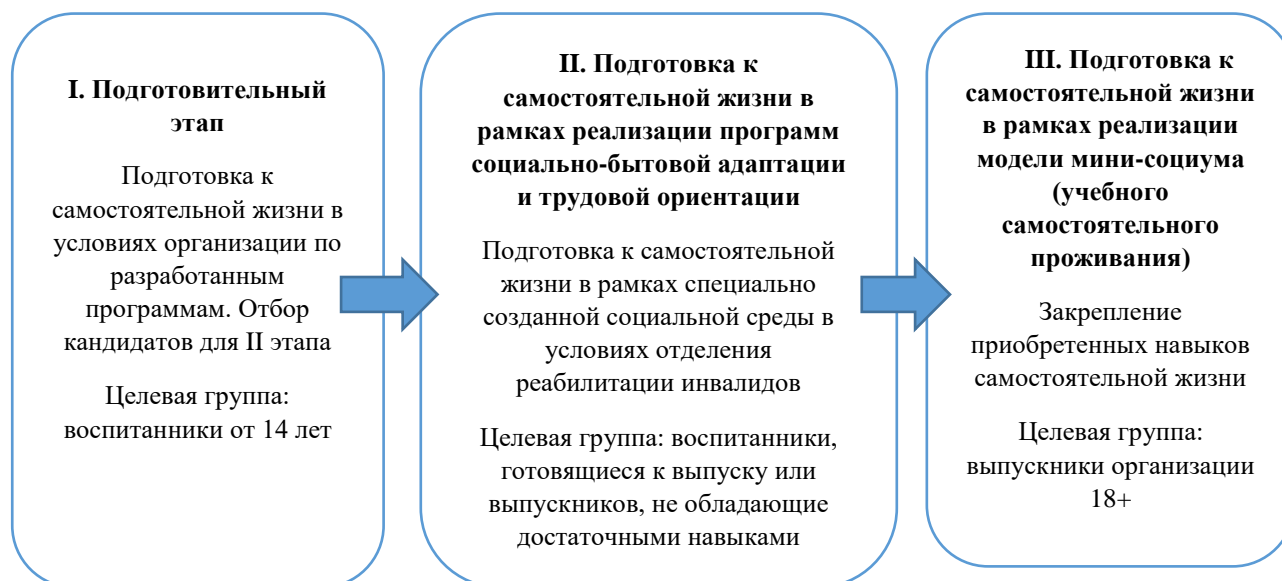 I. Подготовительный
этап
Подготовка к
самостоятельной жизни в
условиях организации по
разработанным
программам. Отбор
кандидатов для II этапа
Целевая группа:
воспитанники от 14 лет
II. Подготовка к
самостоятельной жизни в
рамках реализации программ
социально-бытовой адаптации
и трудовой ориентации
Подготовка к самостоятельной
жизни в рамках специально
созданной социальной среды в
условиях отделения
реабилитации инвалидов
Целевая группа: воспитанники,
готовящиеся к выпуску или
выпускников, не обладающие
достаточными навыками
III. Подготовка к
самостоятельной жизни
в рамках реализации
модели мини-социума
(учебного
самостоятельного
проживания)
Закрепление
приобретенных навыков
самостоятельной жизни
Целевая группа:
выпускники организации
18+